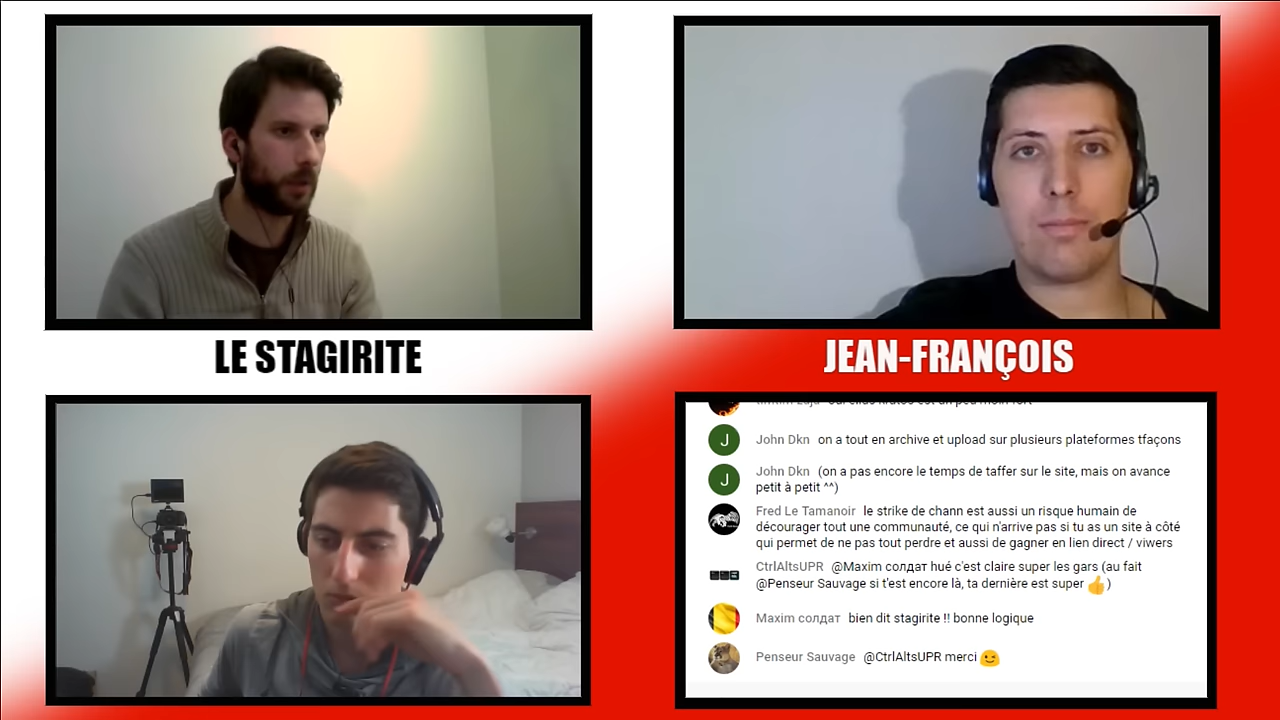 LE STAGIRITE
JEAN-FRANÇOIS
J
John Dkn on a tout en archive et upload sur plusieurs plateformes tfaçons
J
John Dkn (on a pas encore le temps de taffer sur le site, mais on avance
petit à petit ^^)
Fred Le Tamanoir le strike de chann est aussi un risque humain de
décourager tout une communauté, ce qui n'arrive pas si tu as un site à côté
qui permet de ne pas tout perdre et aussi de gagner en lien direct / viwers
CtrlAltsUPR @Maxim солдат hué c'est claire super les gars (au fait
@Penseur Sauvage si t'est encore là, ta dernière est super 👍)
Maxim солдат bien dit stagirite !! bonne logique
Penseur Sauvage @CtrlAltsUPR merci 😉